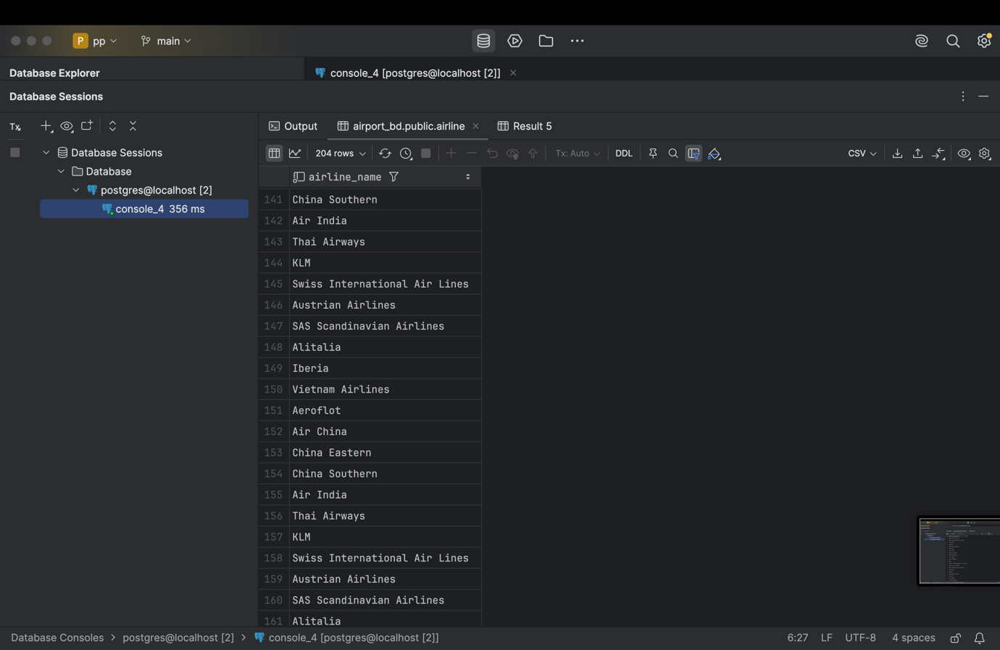 P pp main
Database Explorer
console_4 [postgres@localhost [2]]
Database Sessions
Tx
Output
airport_bd.public.airline
Result 5
Database Sessions
Database
postgres@localhost [2]
console_4 356 ms
204 rows
Tx: Auto
DDL
CSV
airline_name
141 China Southern
142 Air India
143 Thai Airways
144 KLM
145 Swiss International Air Lines
146 Austrian Airlines
147 SAS Scandinavian Airlines
148 Alitalia
149 Iberia
150 Vietnam Airlines
151 Aeroflot
152 Air China
153 China Eastern
154 China Southern
155 Air India
156 Thai Airways
157 KLM
158 Swiss International Air Lines
159 Austrian Airlines
160 SAS Scandinavian Airlines
161 Alitalia
Database Consoles > postgres@localhost [2] > console_4 [postgres@localhost [2]]
6:27 LF UTF-8 4 spaces